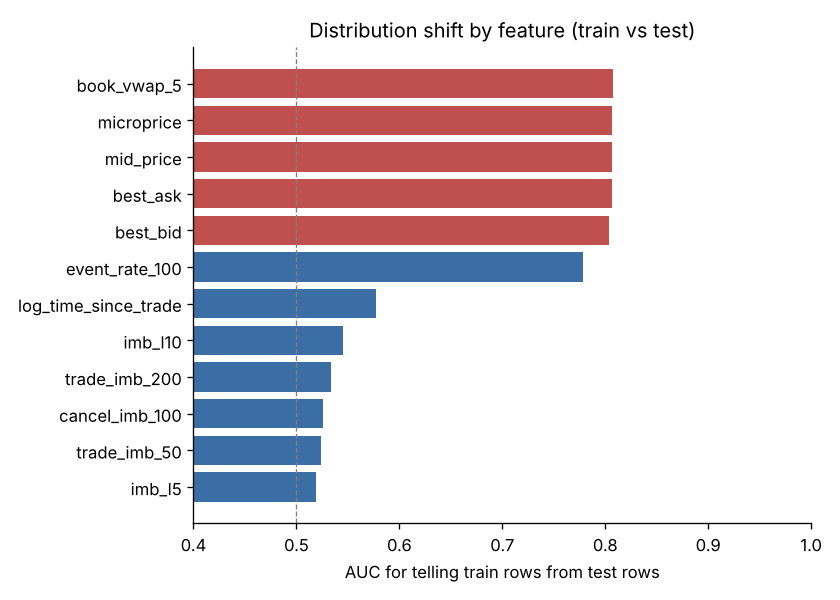 Distribution shift by feature (train vs test)
book_vwap_5
microprice
mid_price
best_ask
best_bid
event_rate_100
log_time_since_trade
imb_l10
trade_imb_200
cancel_imb_100
trade_imb_50
imb_l5
0.4 0.5 0.6 0.7 0.8 0.9 1.0
AUC for telling train rows from test rows